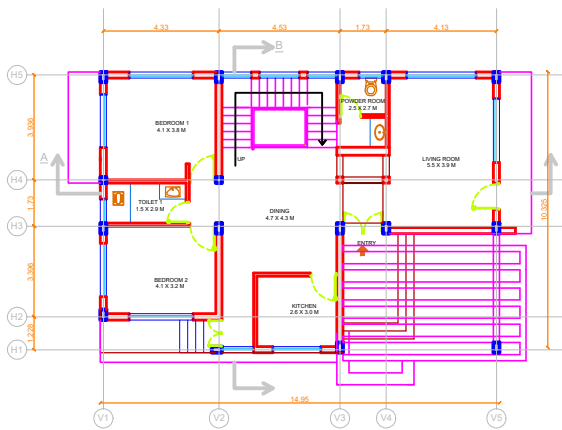 4.33
4.53
1.73
4.13
B
H5
POWDER ROOM
2.5 X 2.7 M
BEDROOM 1
4.1 X 3.8 M
3.936
A
UP
LIVING ROOM
5.5 X 3.9 M
H4
1.73
TOILET 1
1.5 X 2.9 M
DINING
4.7 X 4.3 M
10.325
H3
ENTRY
3.396
BEDROOM 2
4.1 X 3.2 M
KITCHEN
2.6 X 3.0 M
H2
1.228
H1
14.95
V1
V2
V3
V4
V5